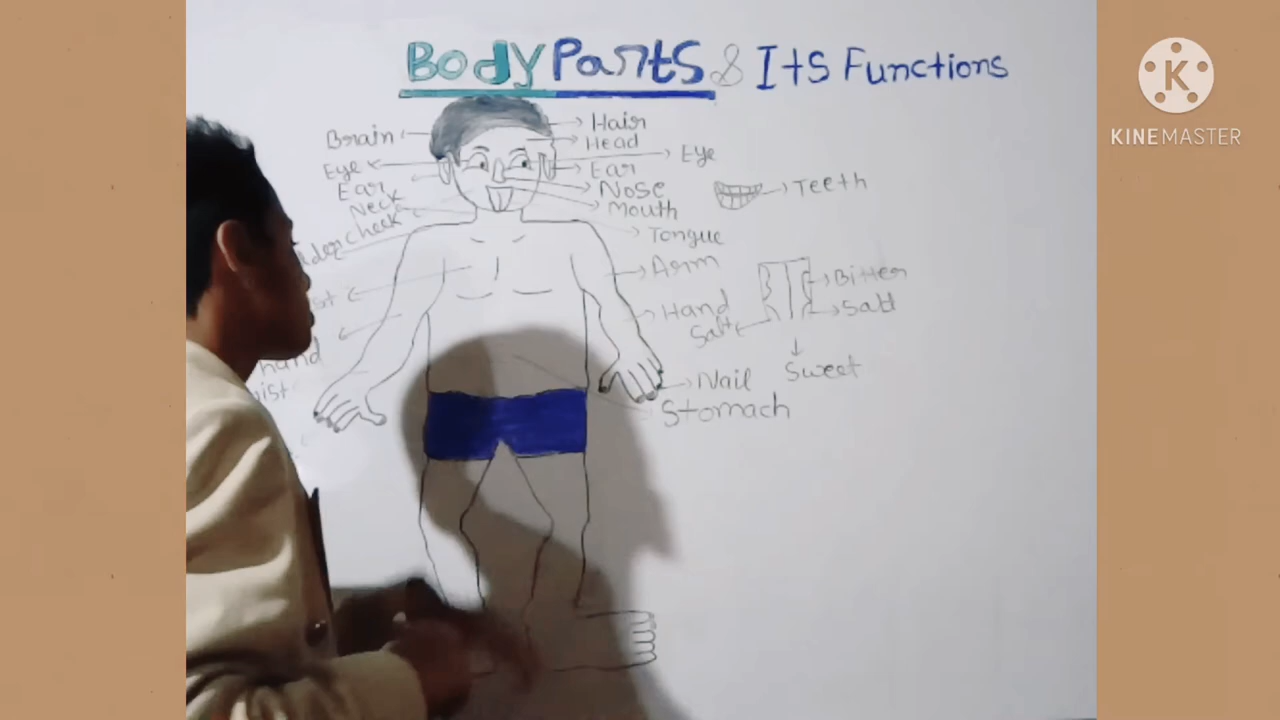 Body Parts & Its Functions
Brain
Hair
Head
Eye
Eye
Ear
Ear
Neck
Nose
Cheek
Mouth
Teeth
Tongue
Arm
Hand
Bitter
Salt
Salt
Sweet
hand
Nail
Stomach
KINEMASTER